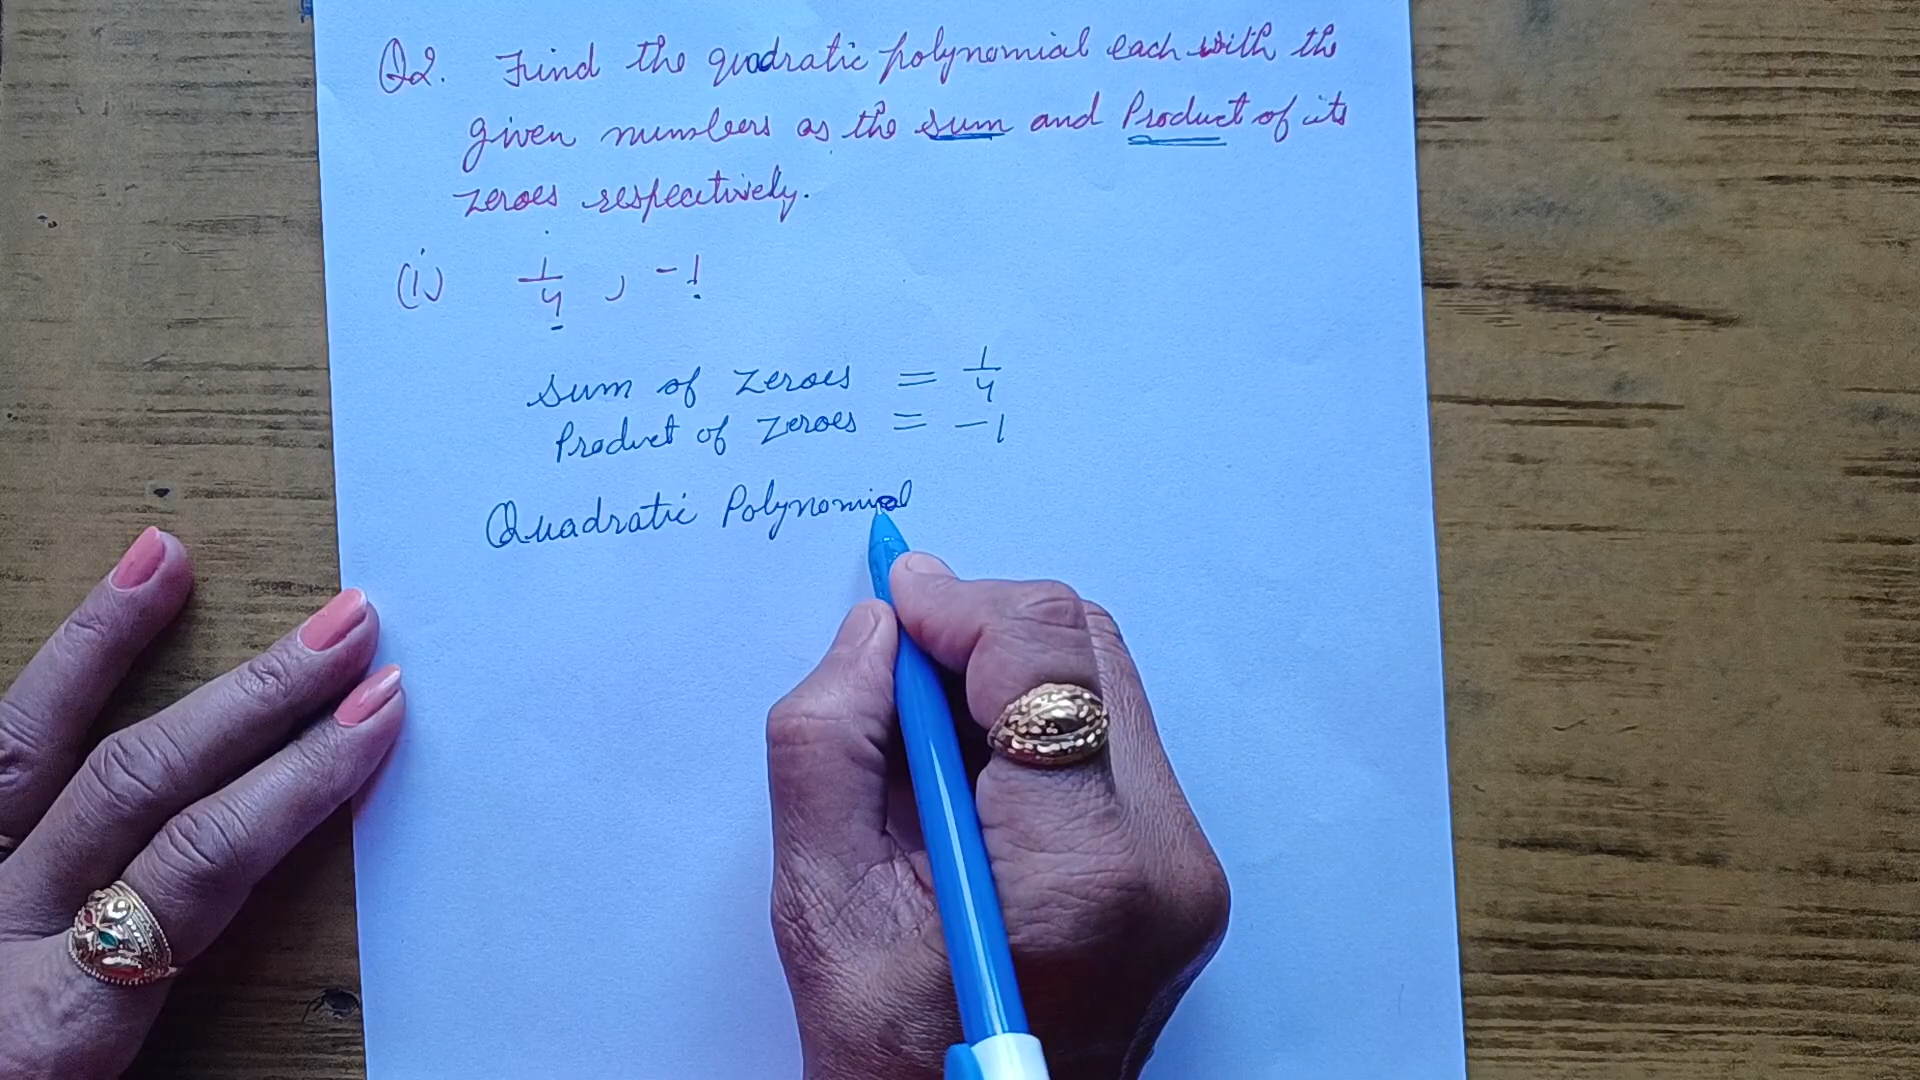 Q2. Find the quadratic polynomial each with the
given numbers as the sum and Product of its
zeroes respectively.
(i) 1/4 , -1
Sum of zeroes = 1/4
Product of zeroes = -1
Quadratic Polynomial